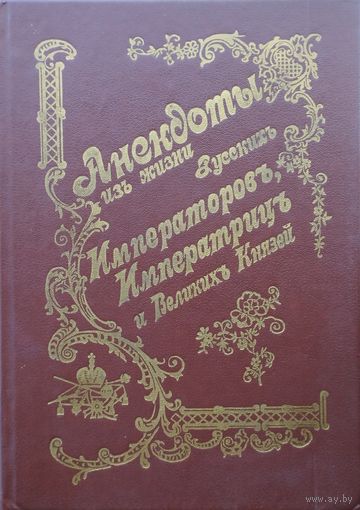 Анекдоты
изъ жизни Русскихъ
Императоровъ,
Императрицъ
и Великихъ Князей
www.ay.by